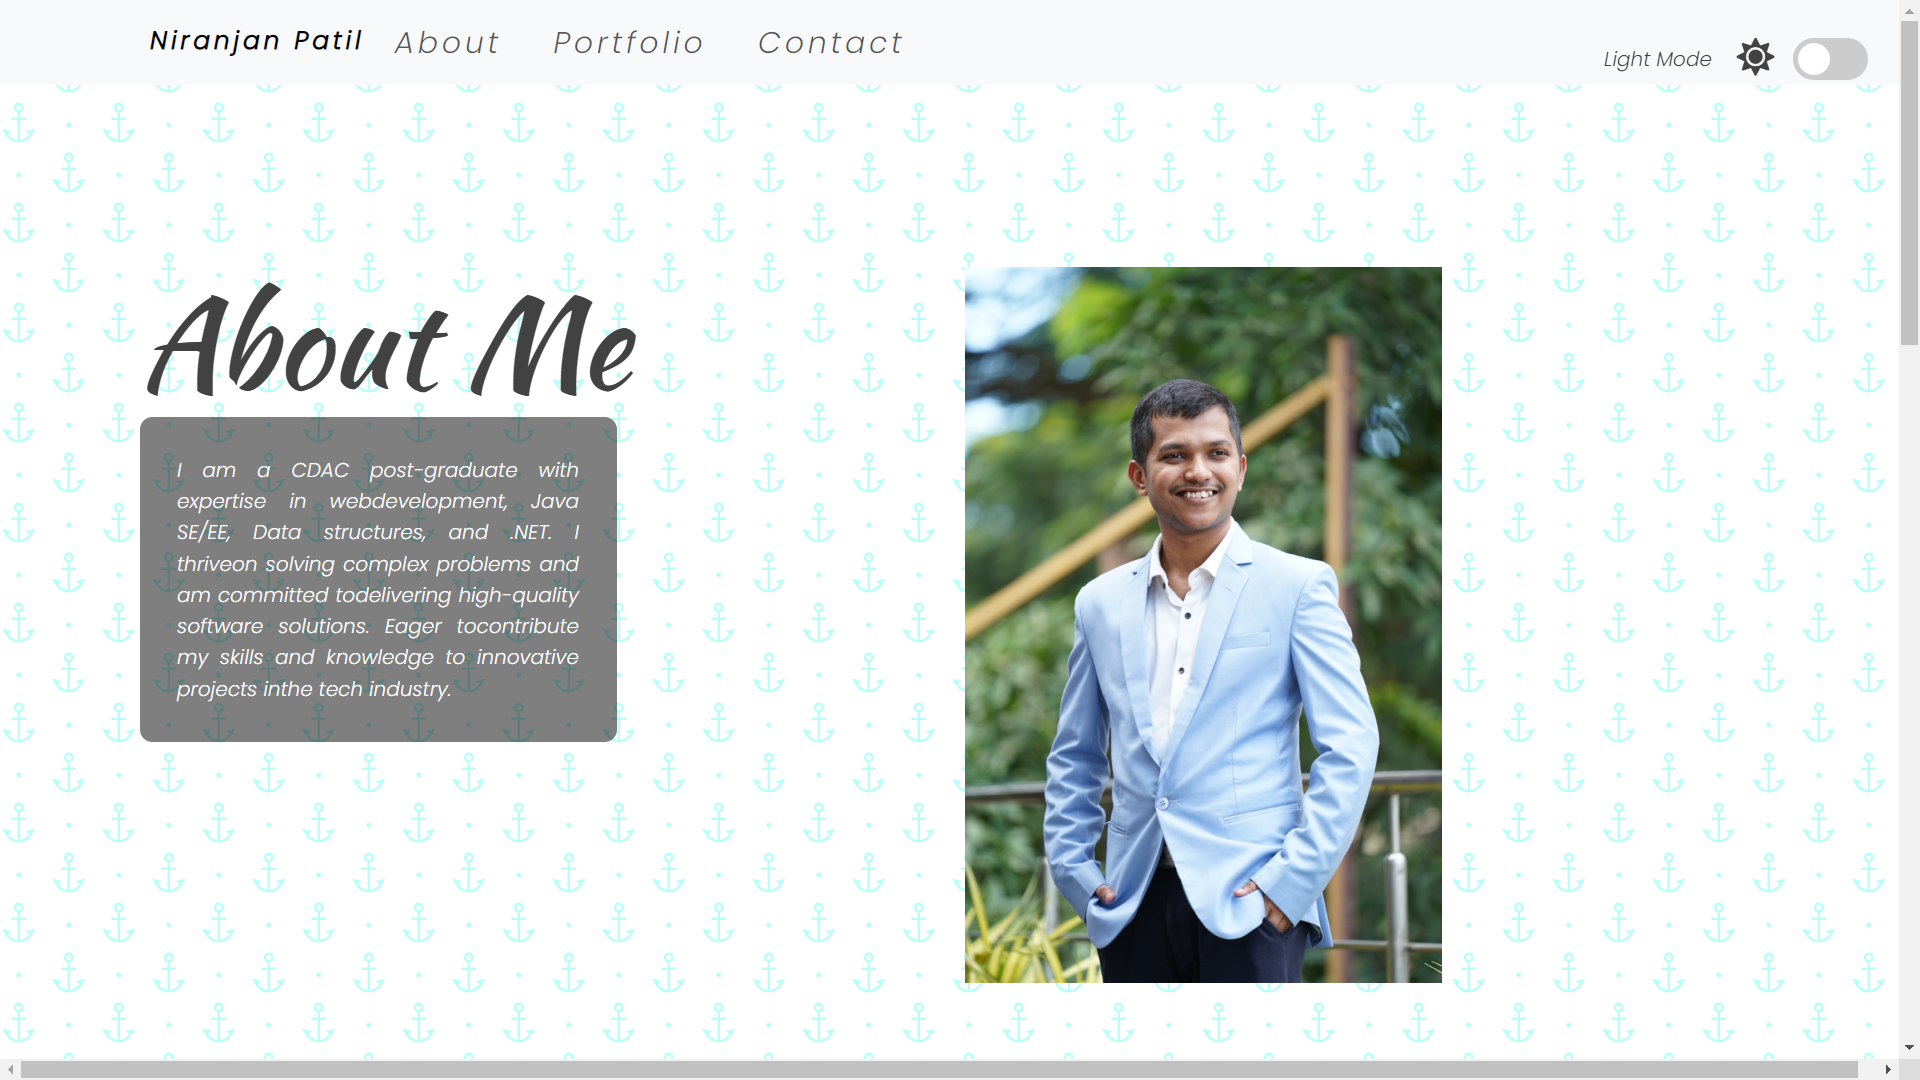 Niranjan Patil About Portfolio Contact Light Mode
About Me
I am a CDAC post-graduate with
expertise in webdevelopment, Java
SE/EE, Data structures, and .NET. I
thriveon solving complex problems and
am committed todelivering high-quality
software solutions. Eager tocontribute
my skills and knowledge to innovative
projects inthe tech industry.